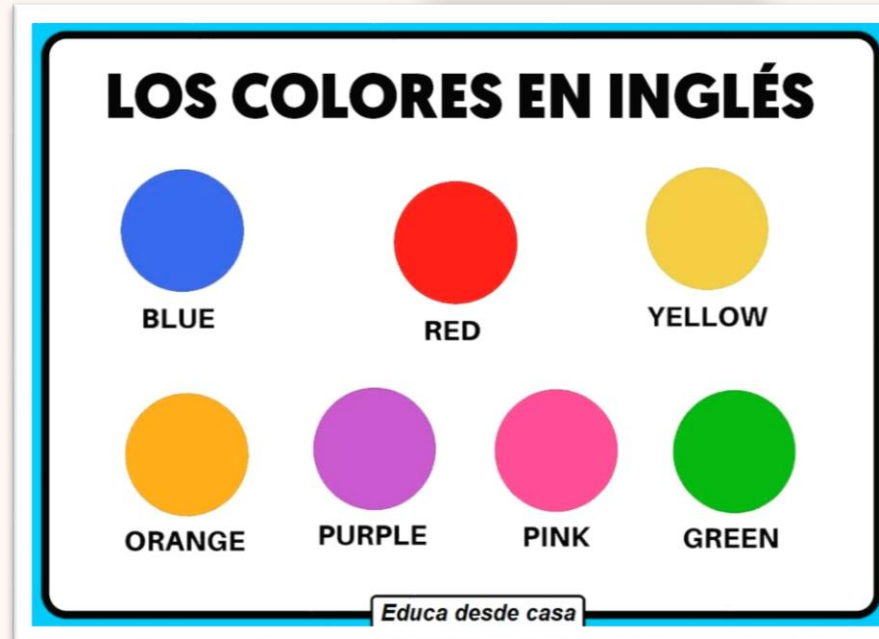 LOS COLORES EN INGLÉS
BLUE
RED
YELLOW
ORANGE
PURPLE
PINK
GREEN
Educa desde casa